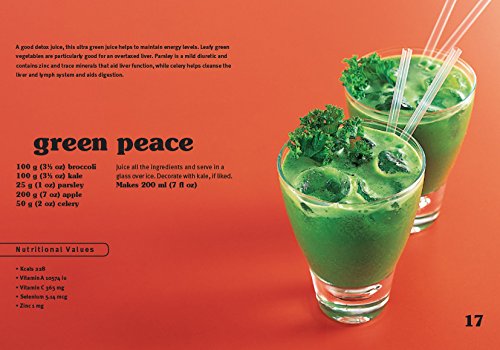 A good detox juice, this ultra green juice helps to maintain energy levels. Leafy green
vegetables are particularly good for an overtaxed liver. Parsley is a mild diuretic and
contains zinc and trace minerals that aid liver function, while celery helps cleanse the
liver and lymph system and aids digestion.
green peace
100 g (3½ oz) broccoli
100 g (3½ oz) kale
25 g (1 oz) parsley
200 g (7 oz) apple
50 g (2 oz) celery
Juice all the ingredients and serve in a
glass over ice. Decorate with kale, if liked.
Makes 200 ml (7 fl oz)
Nutritional Values
• Kcals 228
• Vitamin A 10574 iu
• Vitamin C 365 mg
• Selenium 5.14 mcg
• Zinc 1 mg
17